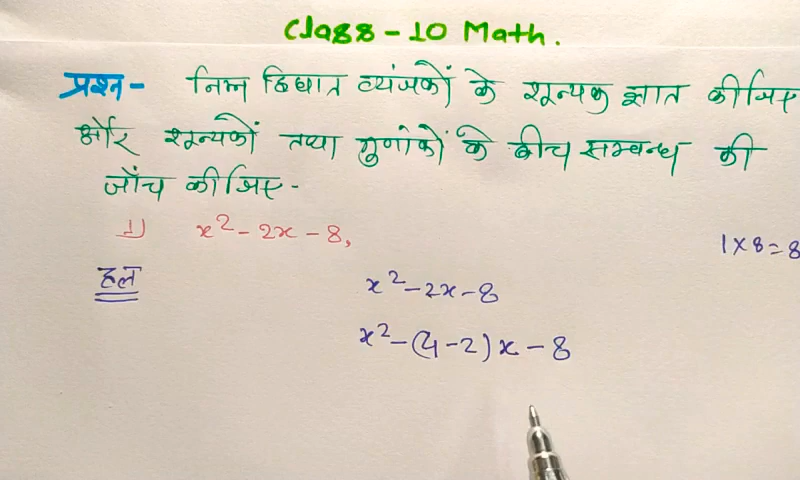 Class - 10 Math.
प्रश्न- निम्न द्विघात व्यंजकों के शून्यक ज्ञात कीजिए
और शून्यकों तथा गुणांकों के बीच सम्बन्ध की
जाँच कीजिए -
1) x² - 2x - 8,
1 × 8 = 8
हल
x² - 2x - 8
x² - (4 - 2) x - 8